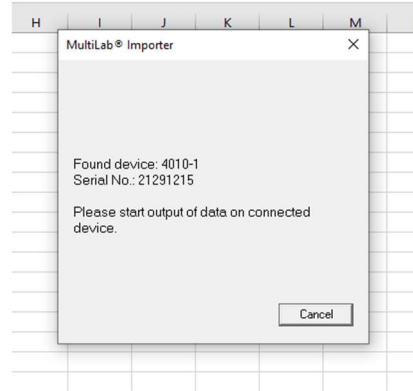 H I J K L M
MultiLab® Importer
Found device: 4010-1
Serial No.: 21291215
Please start output of data on connected
device.
Cancel